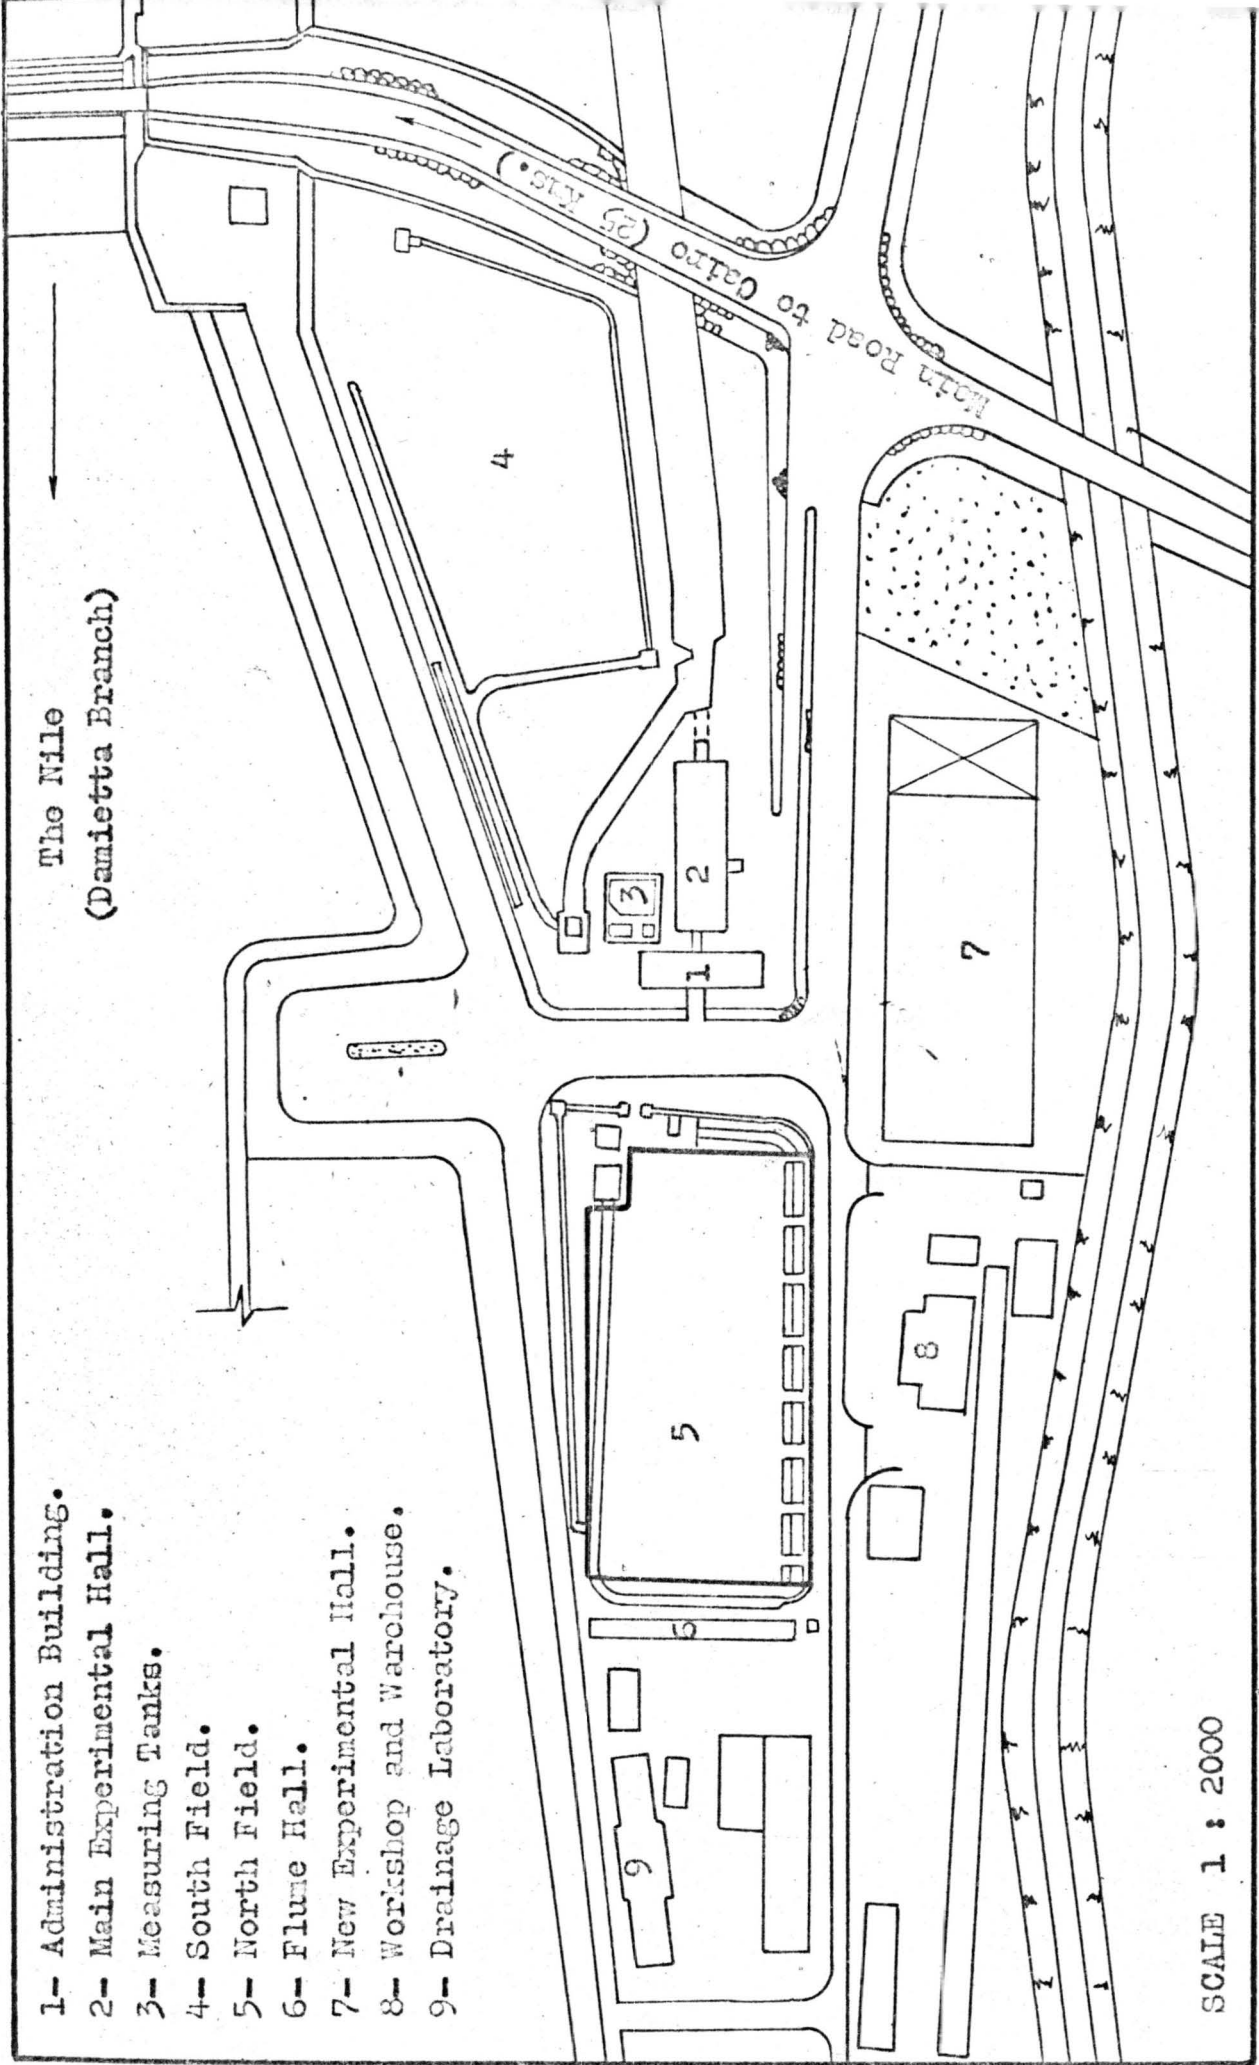 1- Administration Building.
2- Main Experimental Hall.
3- Measuring Tanks.
4- South Field.
5- North Field.
6- Flume Hall.
7- New Experimental Hall.
8- Workshop and Warehouse.
9- Drainage Laboratory.
The Nile
(Damietta Branch)
Main Road to Cairo (25 Kms.)
4
3
2
1
7
5
8
6
9
SCALE 1 : 2000